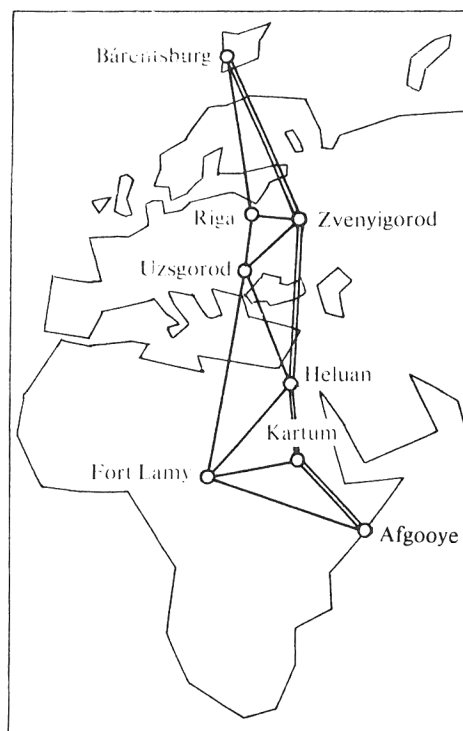 Bárentsburg
Riga
Zvenyigorod
Uzsgorod
Heluan
Kartum
Fort Lamy
Afgooye